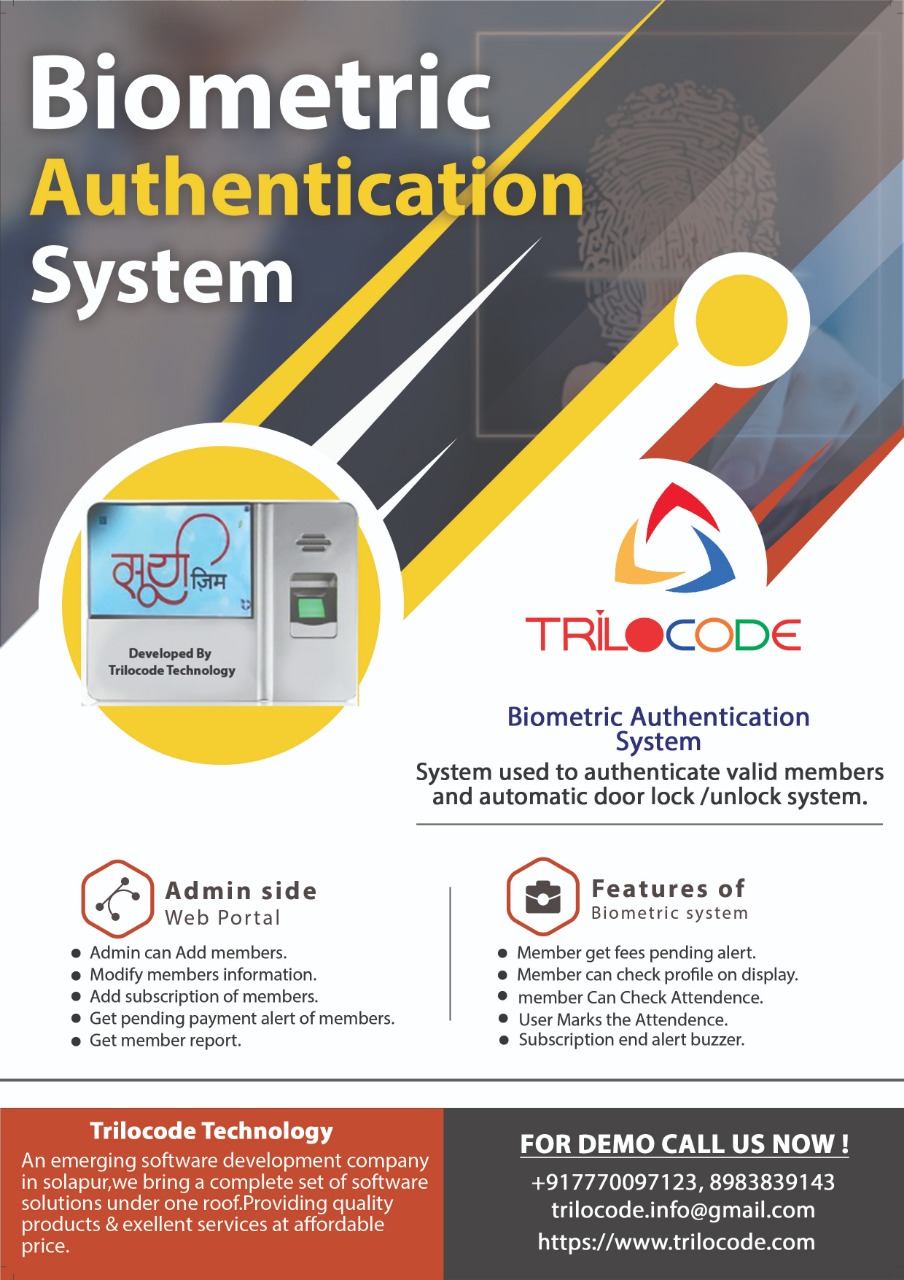 Biometric
Authentication
System
सूर्या ज़िम
Developed By
Trilocode Technology
TRILOCODE
Biometric Authentication
System
System used to authenticate valid members
and automatic door lock /unlock system.
Admin side
Web Portal
Admin can Add members.
Modify members information.
Add subscription of members.
Get pending payment alert of members.
Get member report.
Features of
Biometric system
Member get fees pending alert.
Member can check profile on display.
member Can Check Attendence.
User Marks the Attendence.
Subscription end alert buzzer.
Trilocode Technology
An emerging software development company
in solapur,we bring a complete set of software
solutions under one roof.Providing quality
products & exellent services at affordable
price.
FOR DEMO CALL US NOW !
+917770097123, 8983839143
trilocode.info@gmail.com
https://www.trilocode.com